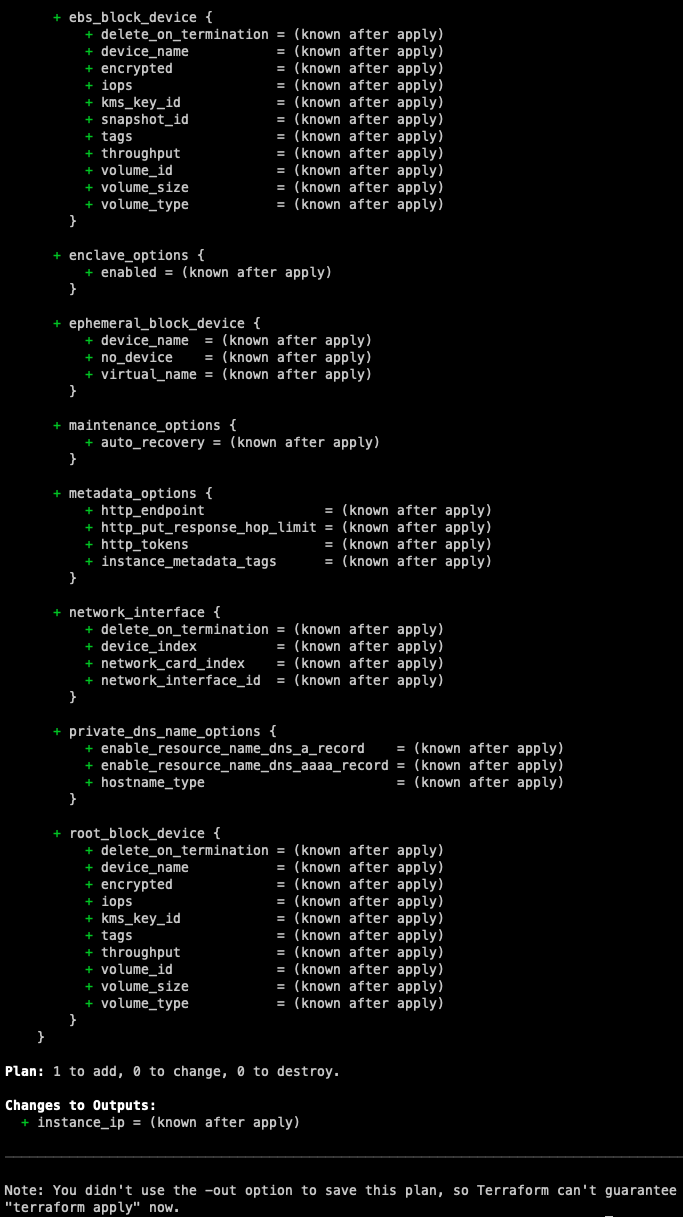 + ebs_block_device {
+ delete_on_termination = (known after apply)
+ device_name           = (known after apply)
+ encrypted             = (known after apply)
+ iops                  = (known after apply)
+ kms_key_id            = (known after apply)
+ snapshot_id           = (known after apply)
+ tags                  = (known after apply)
+ throughput            = (known after apply)
+ volume_id             = (known after apply)
+ volume_size           = (known after apply)
+ volume_type           = (known after apply)
}
+ enclave_options {
+ enabled = (known after apply)
}
+ ephemeral_block_device {
+ device_name  = (known after apply)
+ no_device    = (known after apply)
+ virtual_name = (known after apply)
}
+ maintenance_options {
+ auto_recovery = (known after apply)
}
+ metadata_options {
+ http_endpoint               = (known after apply)
+ http_put_response_hop_limit = (known after apply)
+ http_tokens                 = (known after apply)
+ instance_metadata_tags      = (known after apply)
}
+ network_interface {
+ delete_on_termination = (known after apply)
+ device_index          = (known after apply)
+ network_card_index    = (known after apply)
+ network_interface_id  = (known after apply)
}
+ private_dns_name_options {
+ enable_resource_name_dns_a_record    = (known after apply)
+ enable_resource_name_dns_aaaa_record = (known after apply)
+ hostname_type                        = (known after apply)
}
+ root_block_device {
+ delete_on_termination = (known after apply)
+ device_name           = (known after apply)
+ encrypted             = (known after apply)
+ iops                  = (known after apply)
+ kms_key_id            = (known after apply)
+ tags                  = (known after apply)
+ throughput            = (known after apply)
+ volume_id             = (known after apply)
+ volume_size           = (known after apply)
+ volume_type           = (known after apply)
}
}
Plan: 1 to add, 0 to change, 0 to destroy.
Changes to Outputs:
+ instance_ip = (known after apply)
Note: You didn't use the -out option to save this plan, so Terraform can't guarantee
"terraform apply" now.